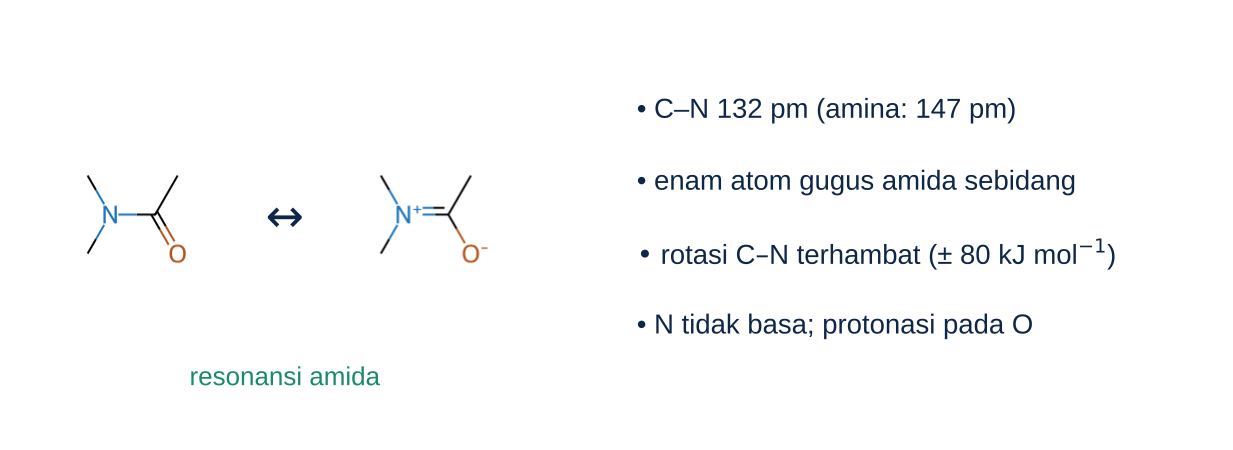 • C–N 132 pm (amina: 147 pm)
• enam atom gugus amida sebidang
• rotasi C–N terhambat (± 80 kJ mol⁻¹)
• N tidak basa; protonasi pada O
N
O
↔
N⁺
O⁻
resonansi amida